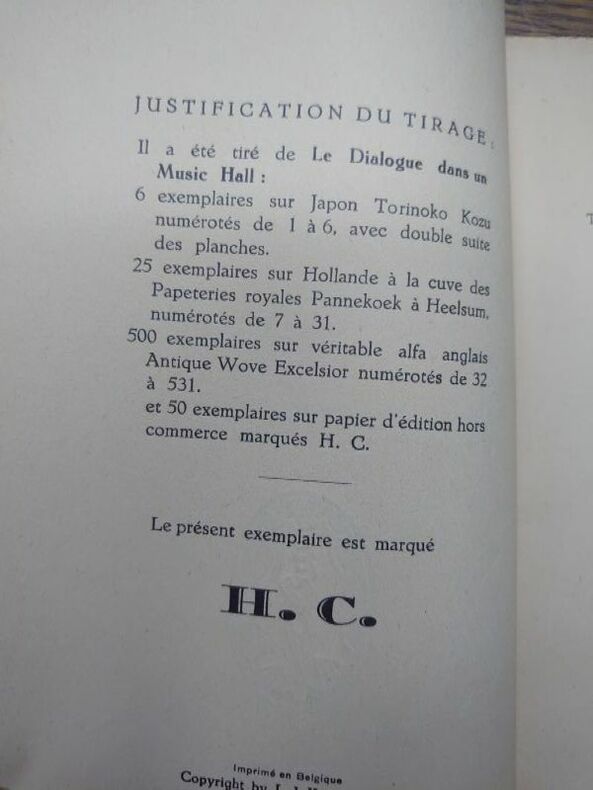 JUSTIFICATION DU TIRAGE :
Il a été tiré de Le Dialogue dans un
Music Hall :
6 exemplaires sur Japon Torinoko Kozu
numérotés de 1 à 6, avec double suite
des planches.
25 exemplaires sur Hollande à la cuve des
Papeteries royales Pannekoek à Heelsum,
numérotés de 7 à 31.
500 exemplaires sur véritable alfa anglais
Antique Wove Excelsior numérotés de 32
à 531.
et 50 exemplaires sur papier d'édition hors
commerce marqués H. C.
Le présent exemplaire est marqué
H. C.
Imprimé en Belgique
Copyright by